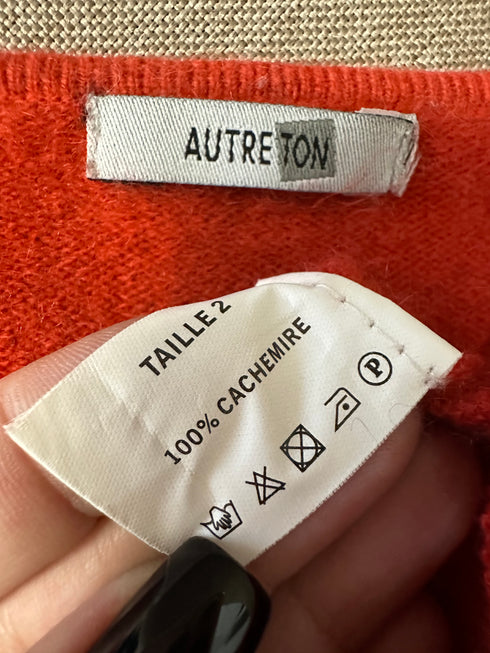 AUTRE TON
TAILLE 2
100% CACHEMIRE
P